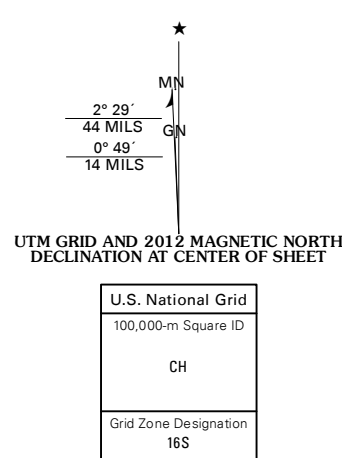 MN
2° 29´
44 MILS
GN
0° 49´
14 MILS
UTM GRID AND 2012 MAGNETIC NORTH
DECLINATION AT CENTER OF SHEET
U.S. National Grid
100,000-m Square ID
CH
Grid Zone Designation
16S